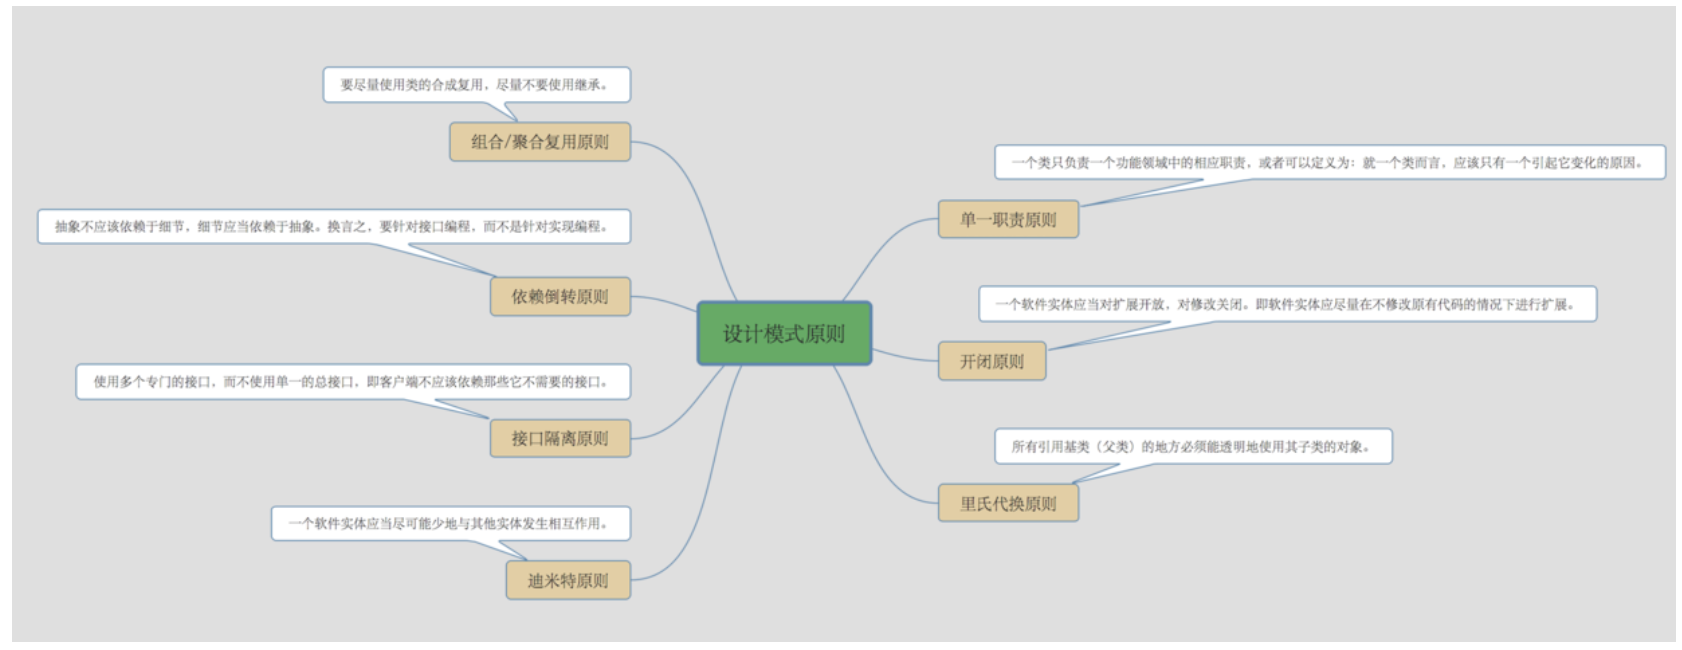 要尽量使用类的合成复用，尽量不要使用继承。
组合/聚合复用原则
抽象不应该依赖于细节，细节应当依赖于抽象。换言之，要针对接口编程，而不是针对实现编程。
依赖倒转原则
使用多个专门的接口，而不使用单一的总接口，即客户端不应该依赖那些它不需要的接口。
接口隔离原则
一个软件实体应当尽可能少地与其他实体发生相互作用。
迪米特原则
设计模式原则
一个类只负责一个功能领域中的相应职责，或者可以定义为：就一个类而言，应该只有一个引起它变化的原因。
单一职责原则
一个软件实体应当对扩展开放，对修改关闭。即软件实体应尽量在不修改原有代码的情况下进行扩展。
开闭原则
所有引用基类（父类）的地方必须能透明地使用其子类的对象。
里氏代换原则